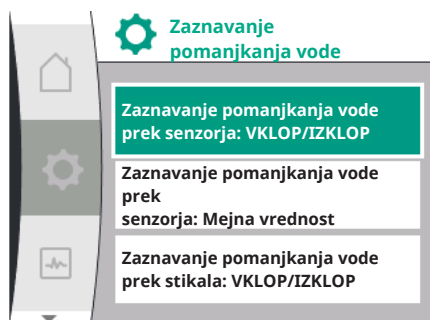 Zaznavanje
pomanjkanja vode
Zaznavanje pomanjkanja vode
prek senzorja: VKLOP/IZKLOP
Zaznavanje pomanjkanja vode
prek
senzorja: Mejna vrednost
Zaznavanje pomanjkanja vode
prek stikala: VKLOP/IZKLOP